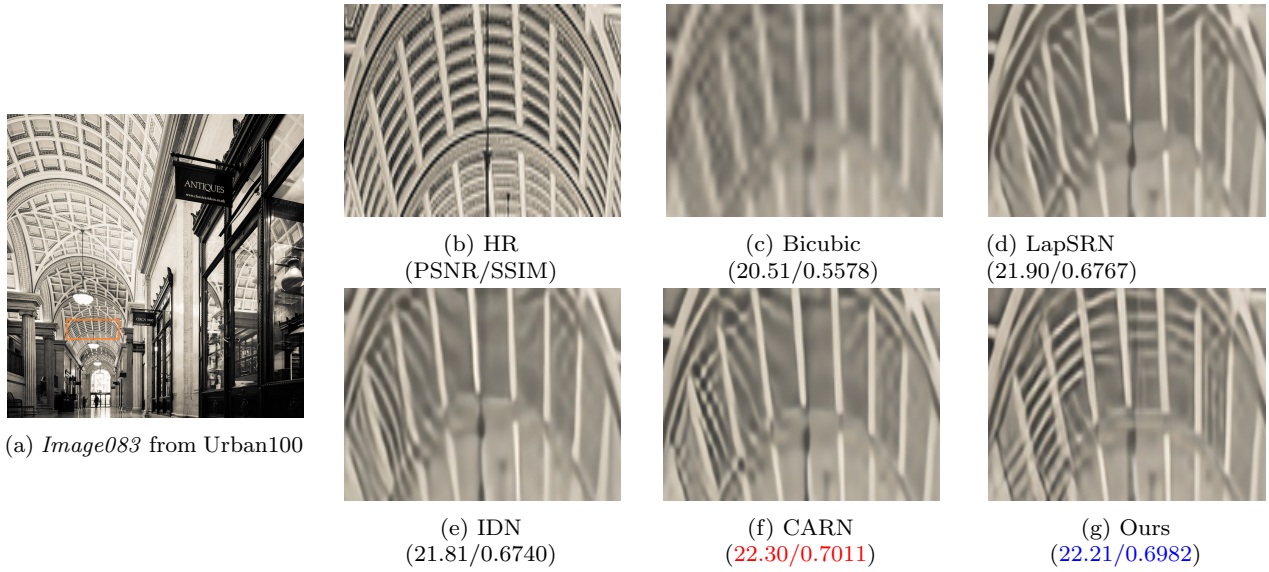 ANTIQUES
(a) Image083 from Urban100
(b) HR
(PSNR/SSIM)
(c) Bicubic
(20.51/0.5578)
(d) LapSRN
(21.90/0.6767)
(e) IDN
(21.81/0.6740)
(f) CARN
(22.30/0.7011)
(g) Ours
(22.21/0.6982)